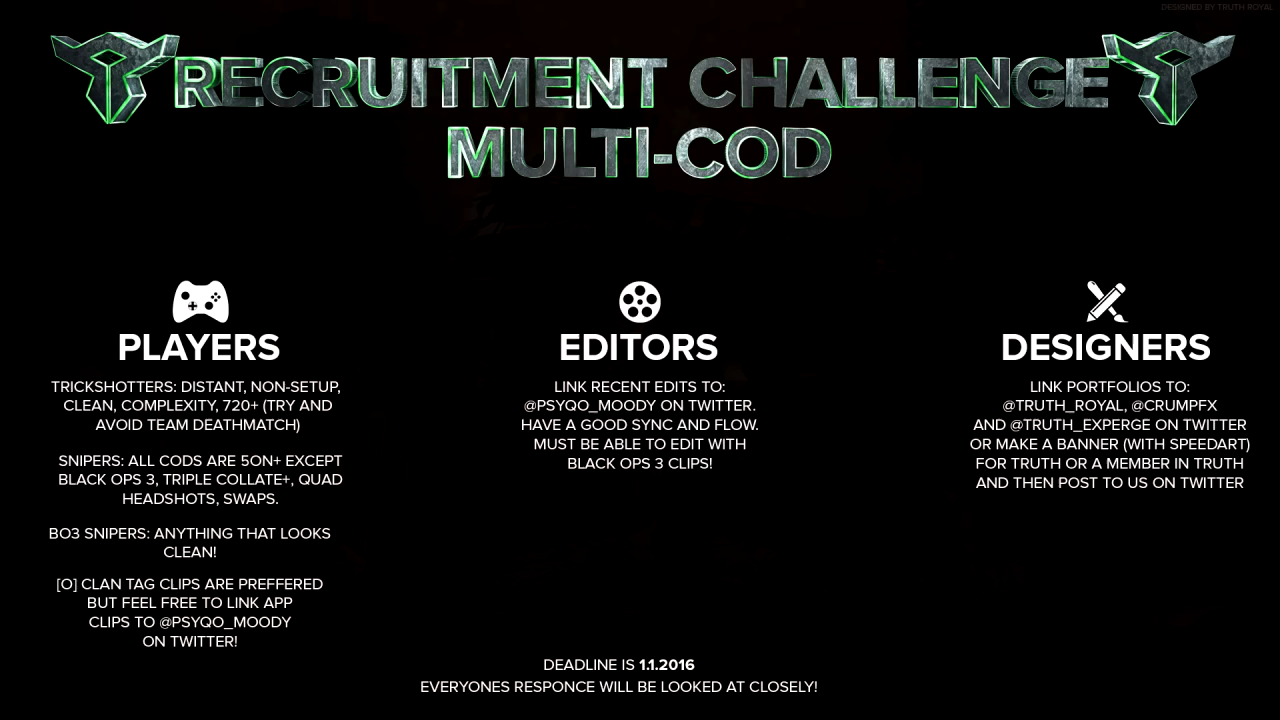 DESIGNED BY TRUTH ROYAL
RECRUITMENT CHALLENGE
MULTI-COD
PLAYERS
TRICKSHOTTERS: DISTANT, NON-SETUP,
CLEAN, COMPLEXITY, 720+ (TRY AND
AVOID TEAM DEATHMATCH)
SNIPERS: ALL CODS ARE 5ON+ EXCEPT
BLACK OPS 3, TRIPLE COLLATE+, QUAD
HEADSHOTS, SWAPS.
BO3 SNIPERS: ANYTHING THAT LOOKS
CLEAN!
[O] CLAN TAG CLIPS ARE PREFFERED
BUT FEEL FREE TO LINK APP
CLIPS TO @PSYQO_MOODY
ON TWITTER!
EDITORS
LINK RECENT EDITS TO:
@PSYQO_MOODY ON TWITTER.
HAVE A GOOD SYNC AND FLOW.
MUST BE ABLE TO EDIT WITH
BLACK OPS 3 CLIPS!
DESIGNERS
LINK PORTFOLIOS TO:
@TRUTH_ROYAL, @CRUMPFX
AND @TRUTH_EXPERGE ON TWITTER
OR MAKE A BANNER (WITH SPEEDART)
FOR TRUTH OR A MEMBER IN TRUTH
AND THEN POST TO US ON TWITTER
DEADLINE IS 1.1.2016
EVERYONES RESPONCE WILL BE LOOKED AT CLOSELY!